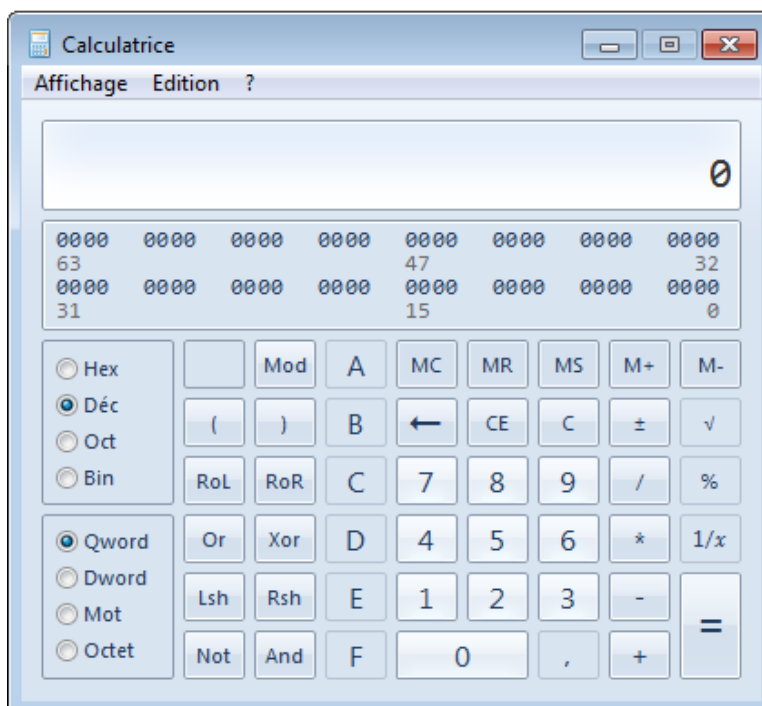 Calculatrice
Affichage Edition ?
0
0000 0000 0000 0000 0000 0000 0000 0000
63 47 32
0000 0000 0000 0000 0000 0000 0000 0000
31 15 0
Hex Mod A MC MR MS M+ M-
Déc
( ) B ← CE C ± √
Oct
Bin RoL RoR C 7 8 9 / %
Qword Or Xor D 4 5 6 * 1/x
Dword
Lsh Rsh E 1 2 3 - =
Mot
Octet Not And F 0 , +